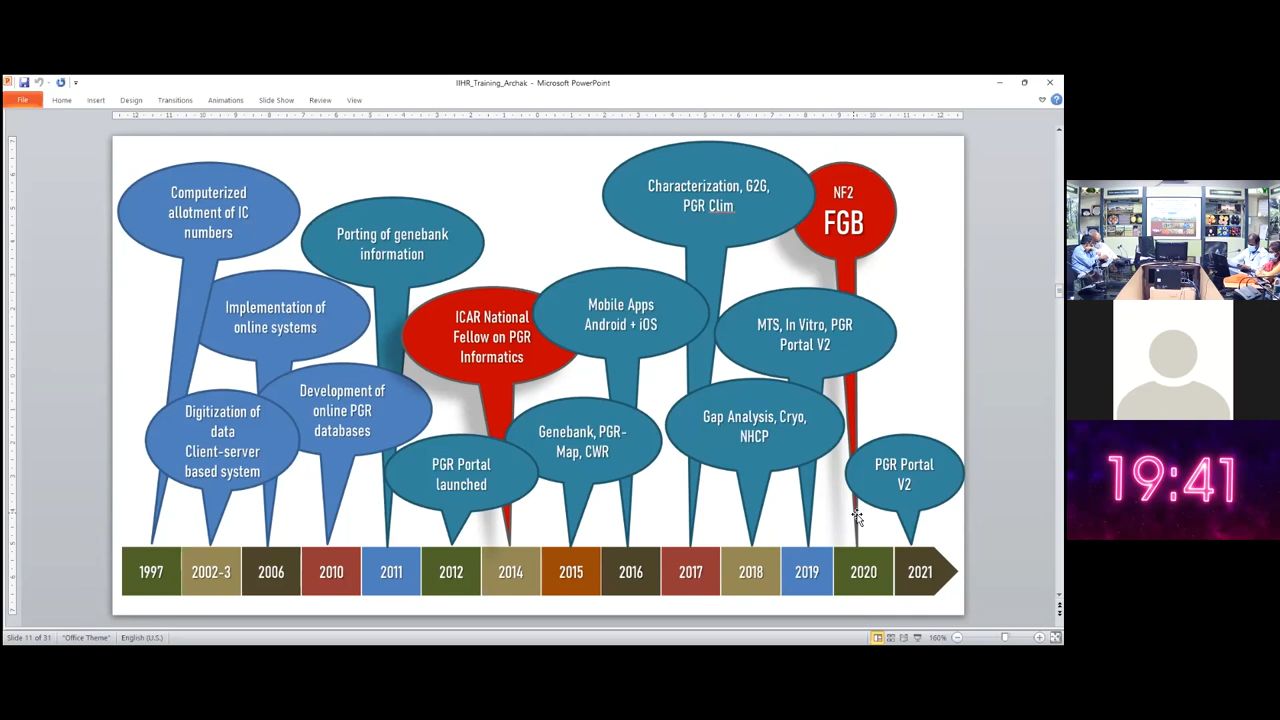 IIHR_Training_Archak - Microsoft PowerPoint
File Home Insert Design Transitions Animations Slide Show Review View
Computerized
allotment of IC
numbers
Implementation of
online systems
Digitization of
data
Client-server
based system
Development of
online PGR
databases
Porting of genebank
information
ICAR National
Fellow on PGR
Informatics
PGR Portal
launched
Mobile Apps
Android + iOS
Genebank, PGR-
Map, CWR
Characterization, G2G,
PGR Clim
NF2
FGB
MTS, In Vitro, PGR
Portal V2
Gap Analysis, Cryo,
NHCP
PGR Portal
V2
1997 2002-3 2006 2010 2011 2012 2014 2015 2016 2017 2018 2019 2020 2021
Slide 11 of 31 "Office Theme" English (U.S.) 160%
19:41